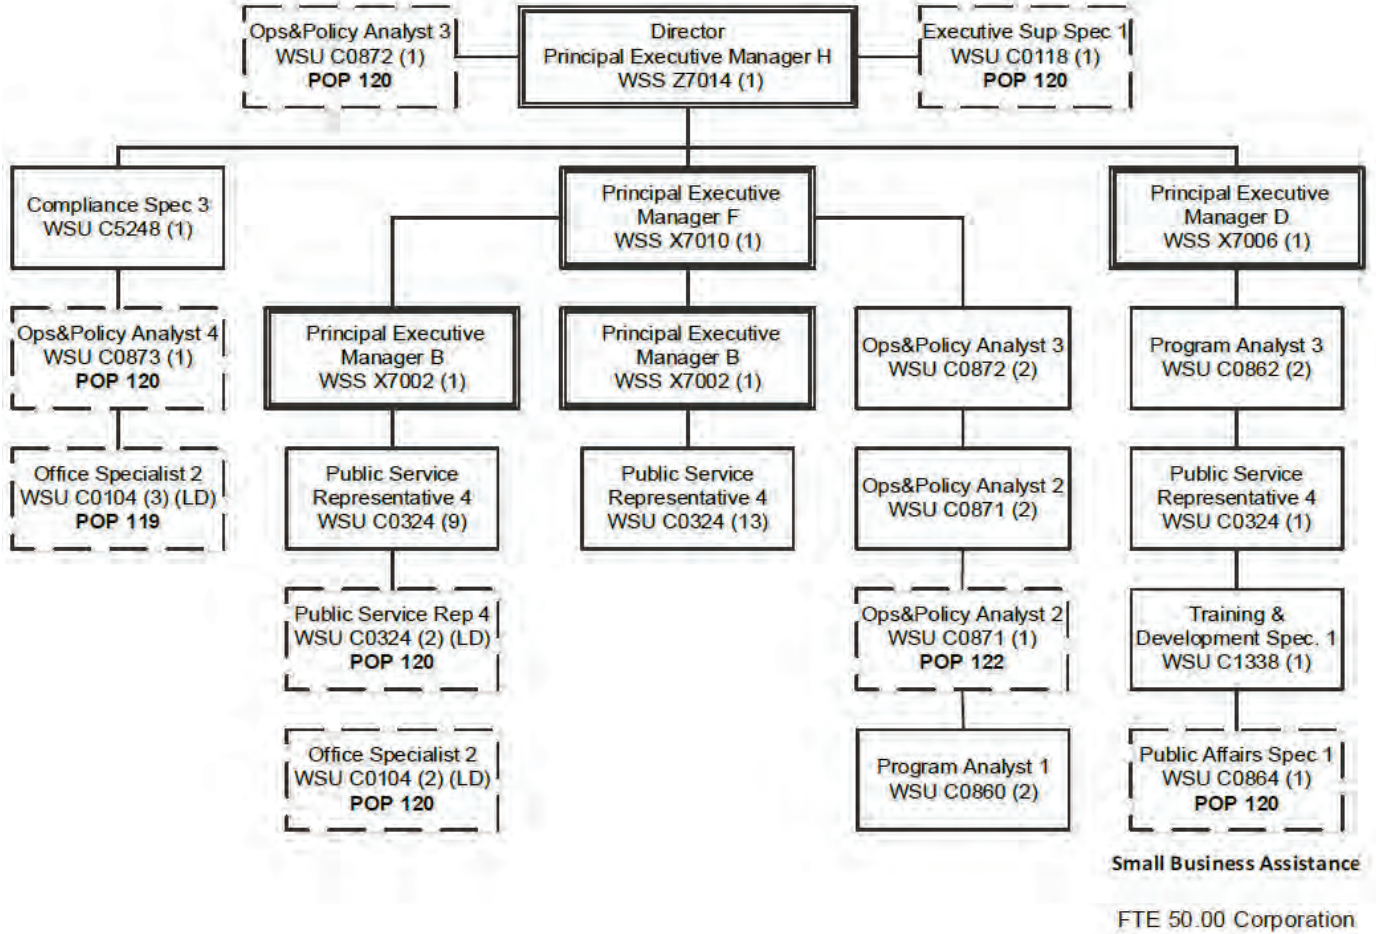 Ops&Policy Analyst 3
WSU C0872 (1)
POP 120
Director
Principal Executive Manager H
WSS Z7014 (1)
Executive Sup Spec 1
WSU C0118 (1)
POP 120
Compliance Spec 3
WSU C5248 (1)
Principal Executive
Manager F
WSS X7010 (1)
Principal Executive
Manager D
WSS X7006 (1)
Ops&Policy Analyst 4
WSU C0873 (1)
POP 120
Principal Executive
Manager B
WSS X7002 (1)
Principal Executive
Manager B
WSS X7002 (1)
Ops&Policy Analyst 3
WSU C0872 (2)
Program Analyst 3
WSU C0862 (2)
Office Specialist 2
WSU C0104 (3) (LD)
POP 119
Public Service
Representative 4
WSU C0324 (9)
Public Service
Representative 4
WSU C0324 (13)
Ops&Policy Analyst 2
WSU C0871 (2)
Public Service
Representative 4
WSU C0324 (1)
Public Service Rep 4
WSU C0324 (2) (LD)
POP 120
Ops&Policy Analyst 2
WSU C0871 (1)
POP 122
Training &
Development Spec. 1
WSU C1338 (1)
Office Specialist 2
WSU C0104 (2) (LD)
POP 120
Program Analyst 1
WSU C0860 (2)
Public Affairs Spec 1
WSU C0864 (1)
POP 120
Small Business Assistance
FTE 50.00 Corporation